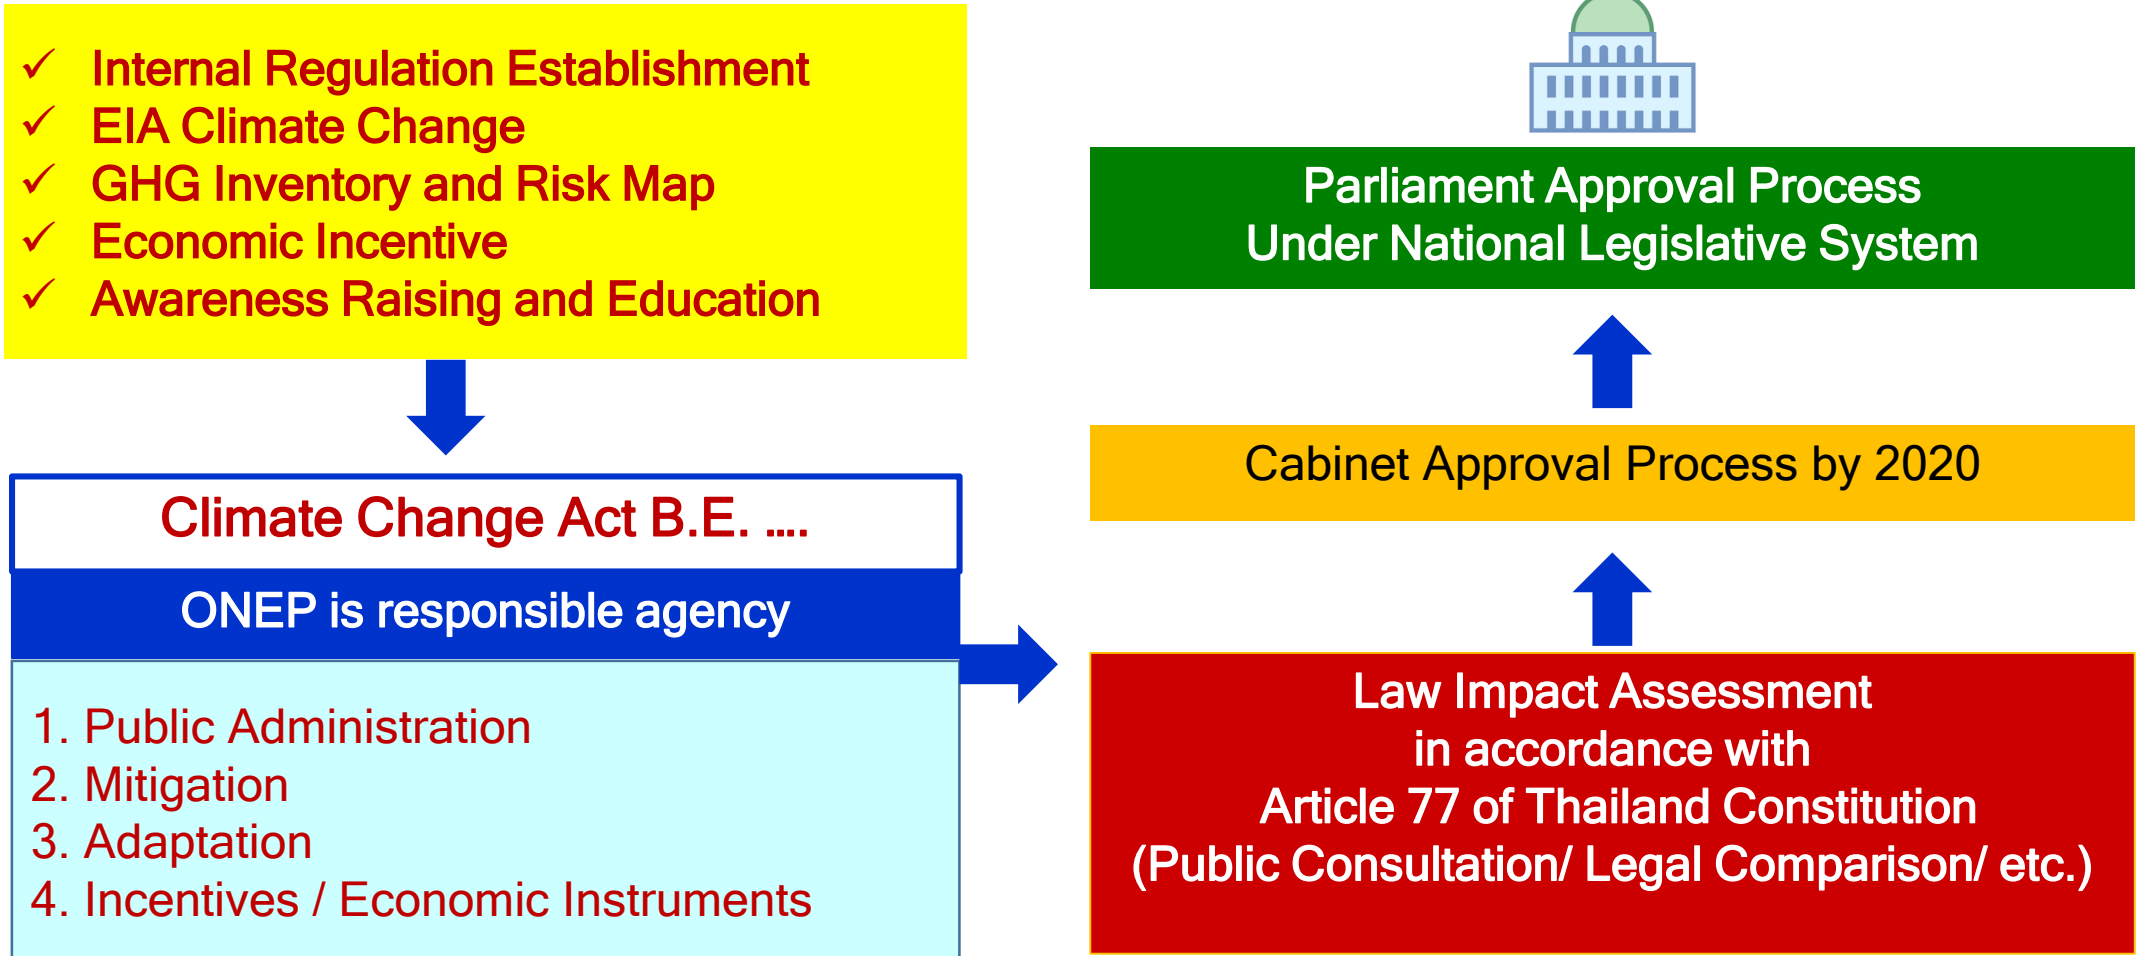 ✓ Internal Regulation Establishment
✓ EIA Climate Change
✓ GHG Inventory and Risk Map
✓ Economic Incentive
✓ Awareness Raising and Education
Climate Change Act B.E. ....
ONEP is responsible agency
1. Public Administration
2. Mitigation
3. Adaptation
4. Incentives / Economic Instruments
Law Impact Assessment
in accordance with
Article 77 of Thailand Constitution
(Public Consultation/ Legal Comparison/ etc.)
Cabinet Approval Process by 2020
Parliament Approval Process
Under National Legislative System